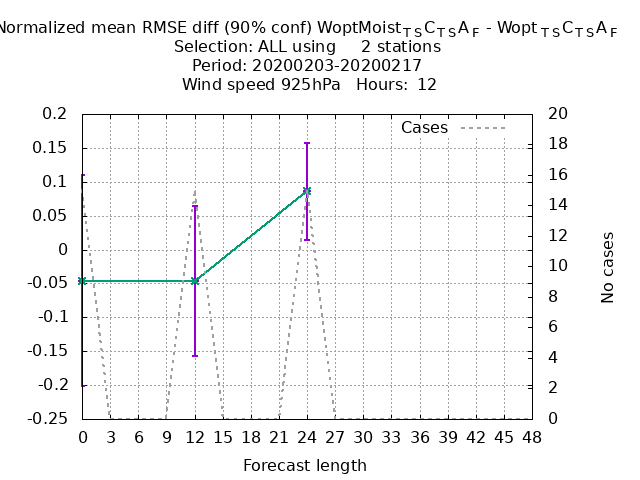 Normalized mean RMSE diff (90% conf) WoptMoistTSCTSAF - WoptTSCTSAF
Selection: ALL using 2 stations
Period: 20200203-20200217
Wind speed 925hPa Hours: 12
Cases
0.2
0.15
0.1
0.05
0
-0.05
-0.1
-0.15
-0.2
-0.25
20
18
16
14
12
10
8
6
4
2
0
No cases
0 3 6 9 12 15 18 21 24 27 30 33 36 39 42 45 48
Forecast length